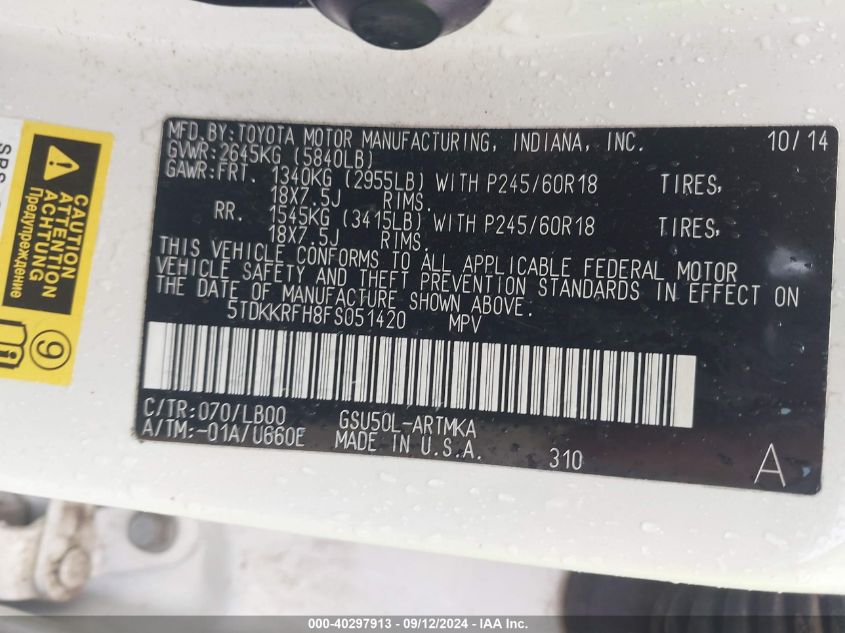 MFD.BY:TOYOTA MOTOR MANUFACTURING, INDIANA, INC. 10/14
GVWR:2645KG (5840LB)
GAWR:FRT. 1340KG (2955LB) WITH P245/60R18 TIRES,
18X7.5J RIMS.
RR. 1545KG (3415LB) WITH P245/60R18 TIRES,
18X7.5J RIMS.
THIS VEHICLE CONFORMS TO ALL APPLICABLE FEDERAL MOTOR
VEHICLE SAFETY AND THEFT PREVENTION STANDARDS IN EFFECT ON
THE DATE OF MANUFACTURE SHOWN ABOVE.
5TDKKRFH8FS051420 MPV
C/TR:070/LB00 GSU50L-ARTMKA
A/TM:-01A/U660E MADE IN U.S.A. 310 A
CAUTION
ATTENTION
ACHTUNG
Предупреждение
9
000-40297913 - 09/12/2024 - IAA Inc.